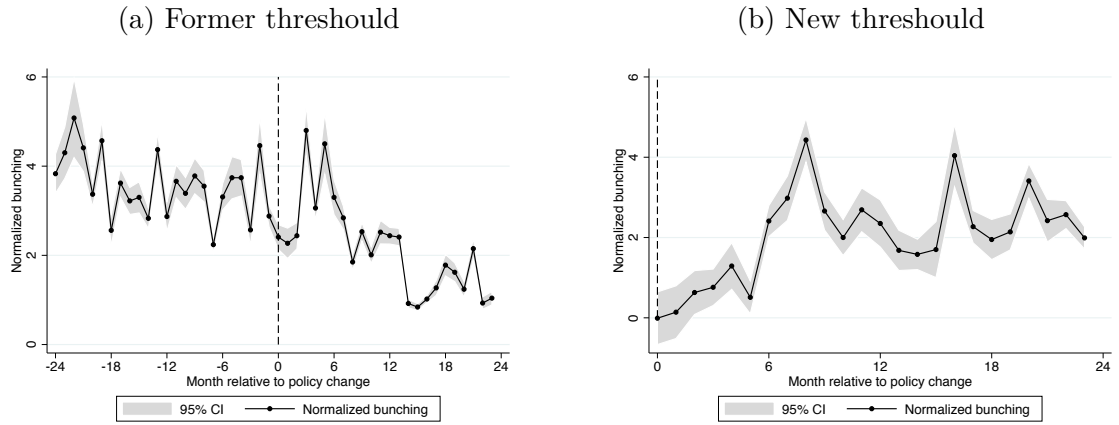 (a) Former threshould
(b) New threshould
Normalized bunching
6
4
2
0
-24
-18
-12
-6
0
6
12
18
24
Month relative to policy change
95% CI
Normalized bunching
Normalized bunching
6
4
2
0
0
6
12
18
24
Month relative to policy change
95% CI
Normalized bunching